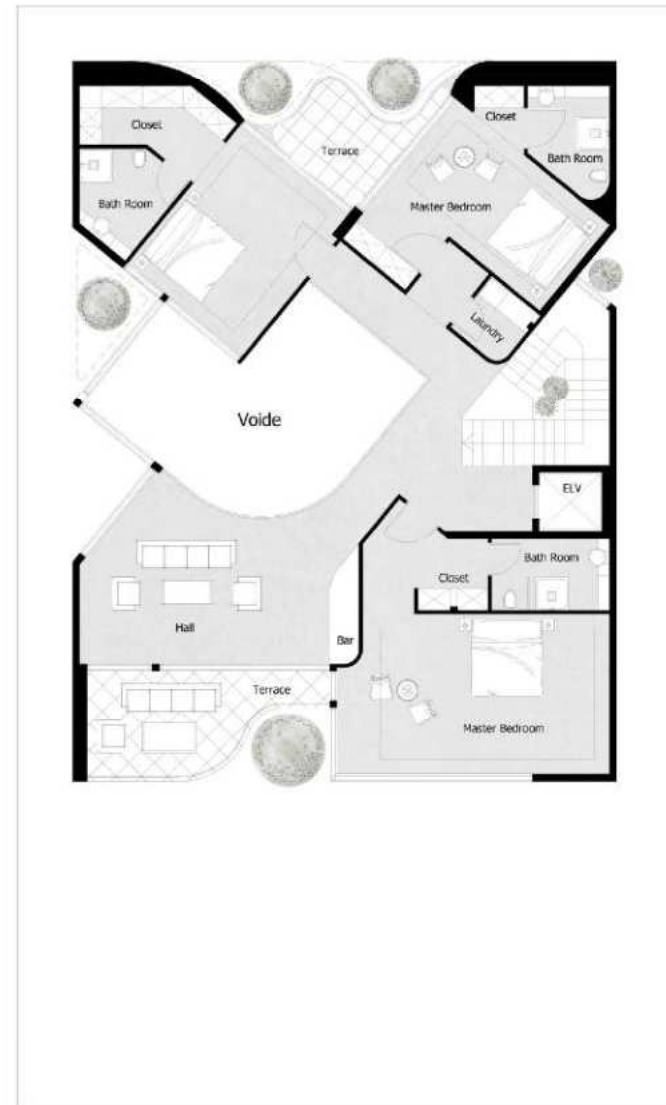 Closet
Closet
Terrace
Bath Room
Bath Room
Master Bedroom
Laundry
Voide
ELV
Bath Room
Closet
Hall
Bar
Terrace
Master Bedroom